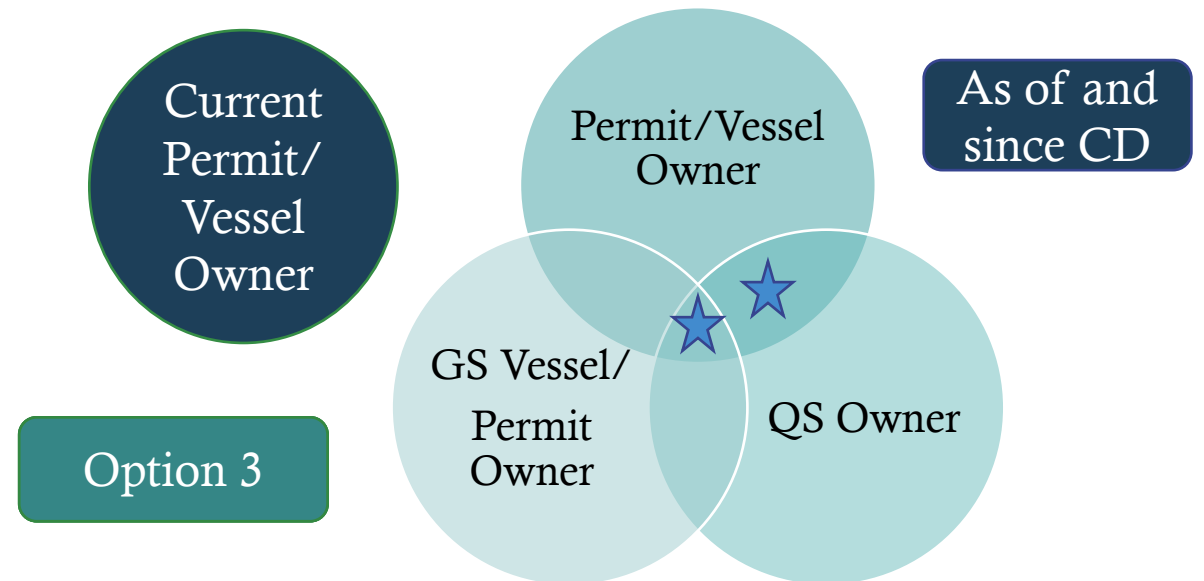 Current
Permit/
Vessel
Owner
Permit/Vessel
Owner
As of and
since CD
GS Vessel/
Permit
Owner
QS Owner
Option 3